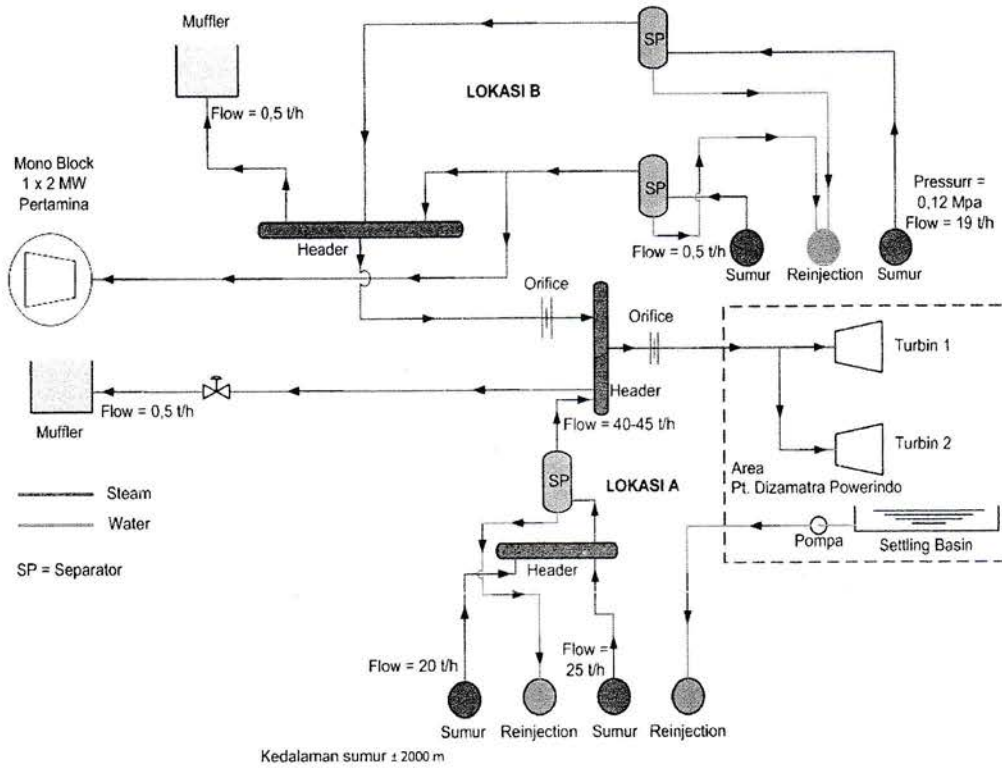 Muffler
SP
LOKASI B
Flow = 0,5 t/h
Mono Block
1 x 2 MW
Pertamina
SP
Pressurr =
0,12 Mpa
Flow = 19 t/h
Header
Flow = 0,5 t/h
Sumur
Reinjection
Sumur
Orifice
Orifice
Turbin 1
Header
Flow = 0,5 t/h
Muffler
Flow = 40-45 t/h
Turbin 2
SP
LOKASI A
Area
Pt. Dizamatra Powerindo
Steam
Water
Pompa
Settling Basin
SP = Separator
Header
Flow = 20 t/h
Flow =
25 t/h
Sumur
Reinjection
Sumur
Reinjection
Kedalaman sumur ± 2000 m